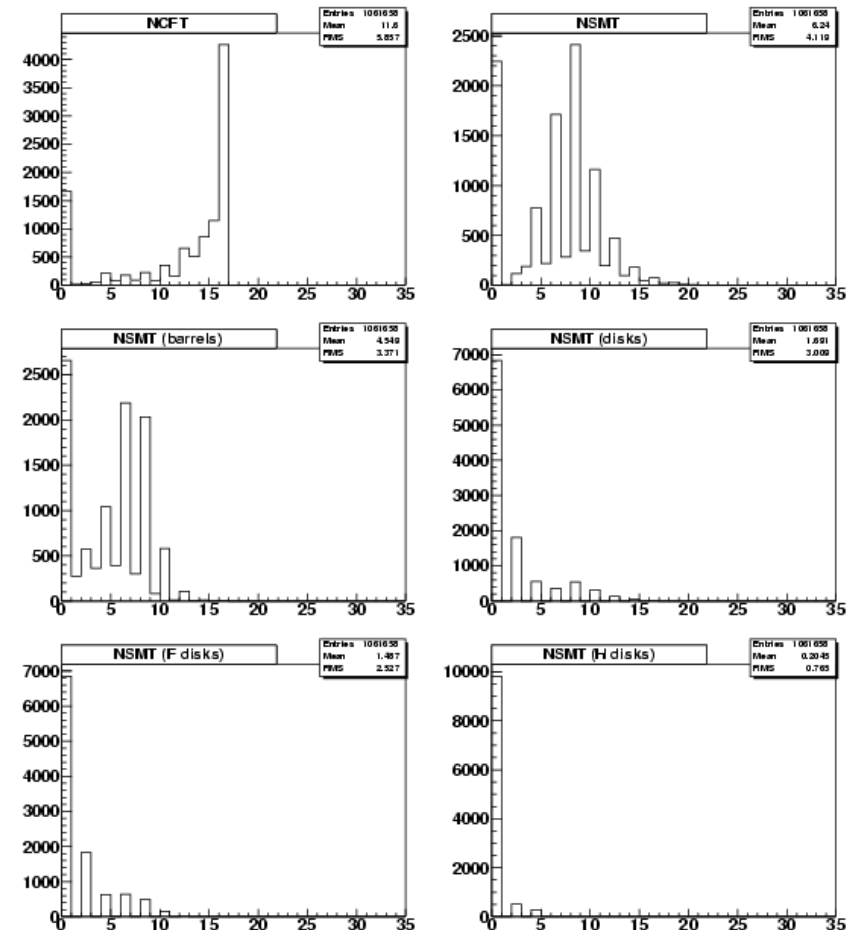 NCFT
Entries 1061658
Mean 11.6
RMS 5.857
4000
3500
3000
2500
2000
1500
1000
500
0
0 5 10 15 20 25 30 35
NSMT
Entries 1061658
Mean 6.24
RMS 4.119
2500
2000
1500
1000
500
0
0 5 10 15 20 25 30 35
NSMT (barrels)
Entries 1061658
Mean 4.549
RMS 3.371
2500
2000
1500
1000
500
0
0 5 10 15 20 25 30 35
NSMT (disks)
Entries 1061658
Mean 1.691
RMS 3.009
7000
6000
5000
4000
3000
2000
1000
0
0 5 10 15 20 25 30 35
NSMT (F disks)
Entries 1061658
Mean 1.487
RMS 2.527
7000
6000
5000
4000
3000
2000
1000
0
0 5 10 15 20 25 30 35
NSMT (H disks)
Entries 1061658
Mean 0.2045
RMS 0.765
10000
8000
6000
4000
2000
0
0 5 10 15 20 25 30 35